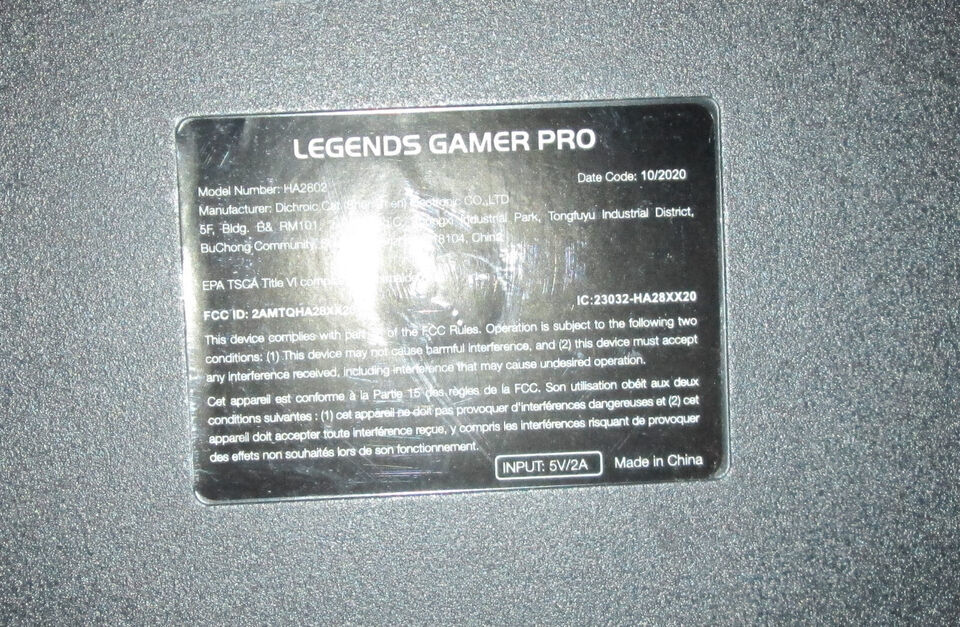 LEGENDS GAMER PRO
Model Number: HA2802
Date Code: 10/2020
Manufacturer: Dichroic Electronic CO.,LTD
5F, Bldg. B& RM101, Industrial Park, Tongfuyu Industrial District,
BuChong Community, 18104, China
EPA TSCA Title VI
FCC ID: 2AMTQHA28XX20
IC:23032-HA28XX20
This device complies with part of the FCC Rules. Operation is subject to the following two
conditions: (1) This device may not cause harmful interference, and (2) this device must accept
any interference received, including interference that may cause undesired operation.
Cet appareil est conforme à la Partie 15 des règles de la FCC. Son utilisation obéit aux deux
conditions suivantes : (1) cet appareil ne doit pas provoquer d'interférences dangereuses et (2) cet
appareil doit accepter toute interférence reçue, y compris les interférences risquant de provoquer
des effets non souhaités lors de son fonctionnement.
INPUT: 5V/2A
Made in China